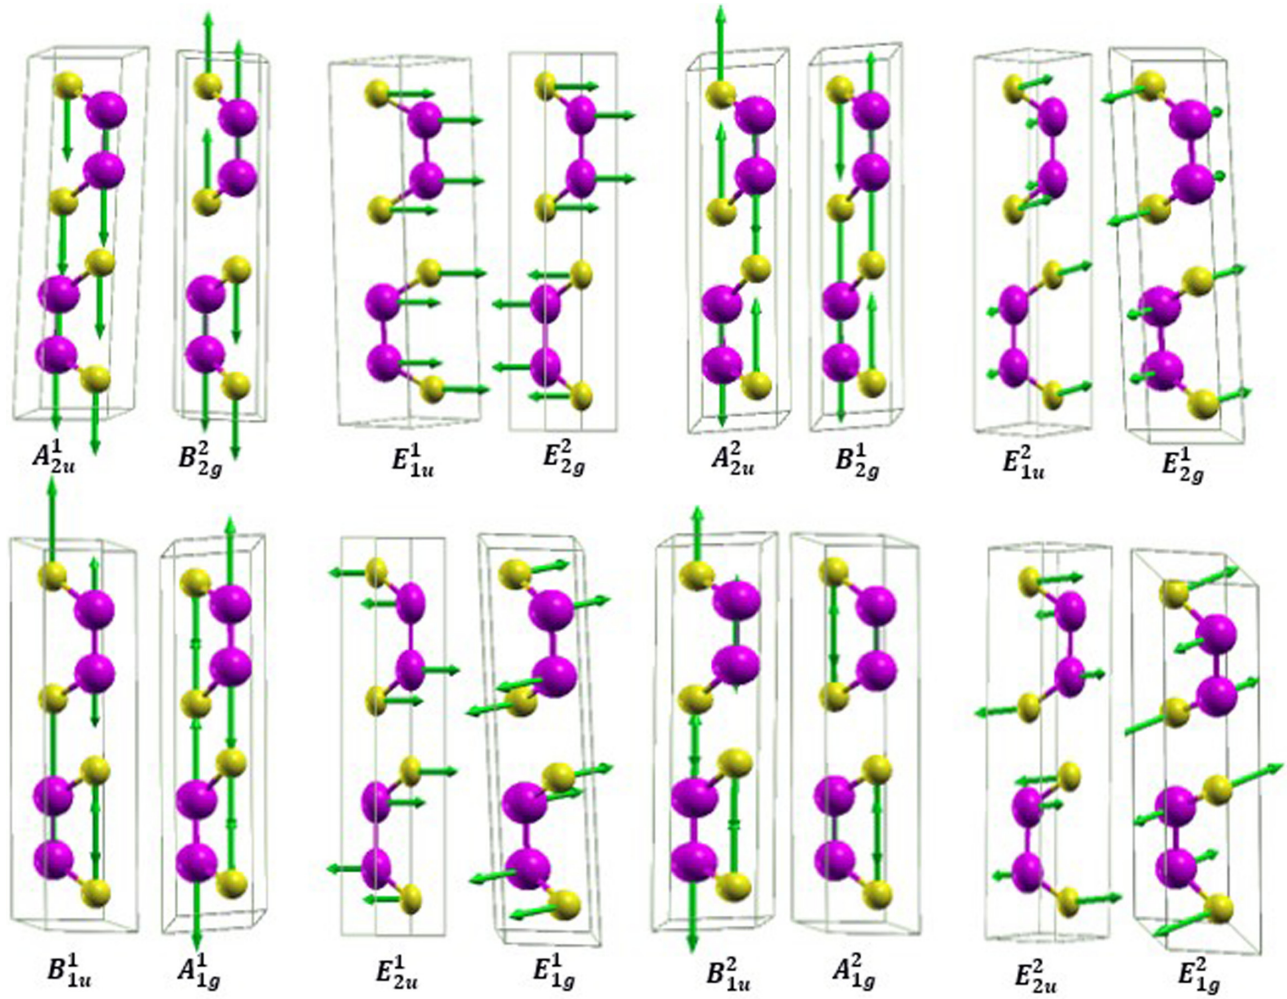 A¹₂ᵤ B²₂g E¹₁ᵤ E²₂g A²₂ᵤ B¹₂g E²₁ᵤ E¹₂g
B¹₁ᵤ A¹₁g E¹₂ᵤ E¹₁g B²₁ᵤ A²₁g E²₂ᵤ E²₁g